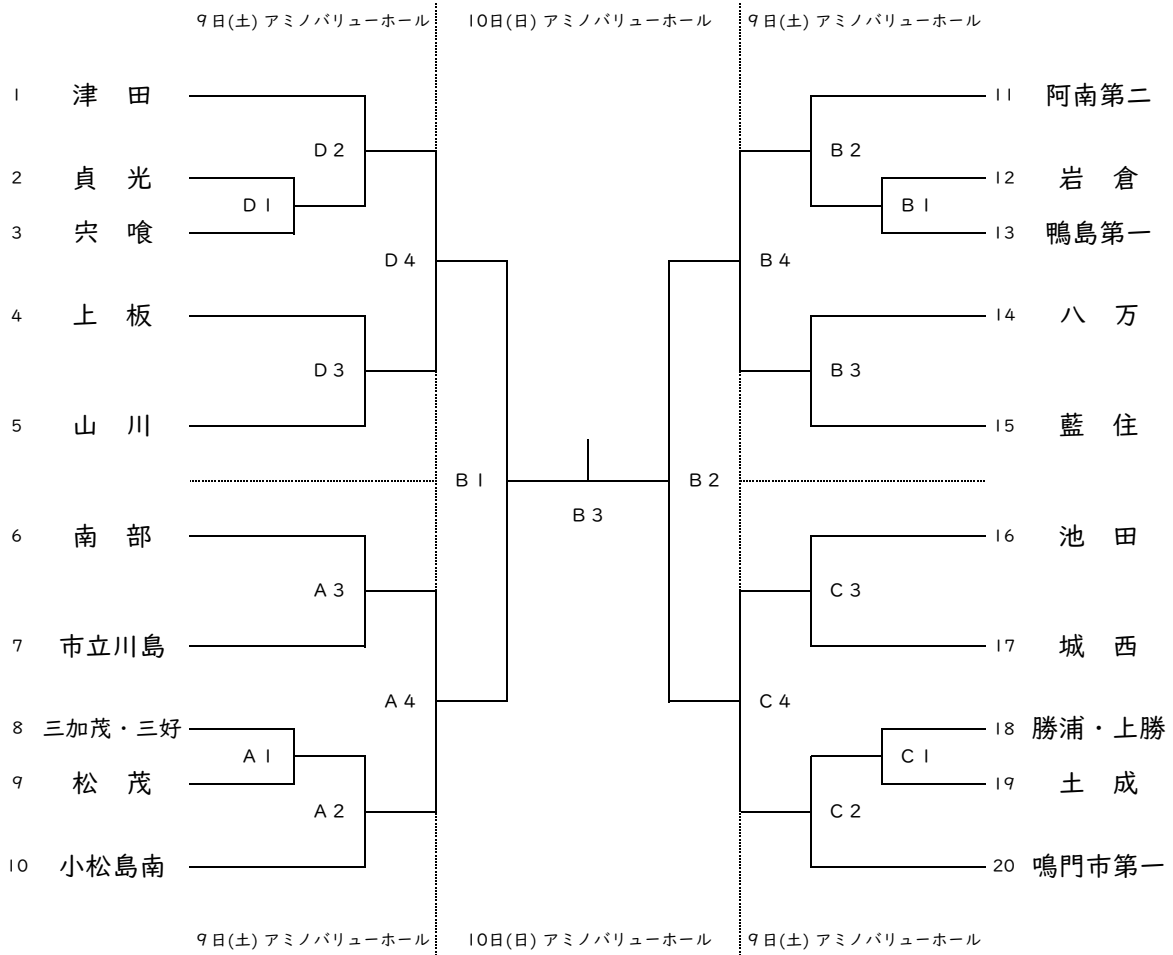 9日(土) アミノバリューホール 10日(日) アミノバリューホール 9日(土) アミノバリューホール
1 津 田 11 阿南第二
D2 B2
2 貞 光 12 岩 倉
D1 B1
3 宍 喰 13 鴨島第一
D4 B4
4 上 板 14 八 万
D3 B3
5 山 川 15 藍 住
B1 B2
B3
6 南 部 16 池 田
A3 C3
7 市立川島 17 城 西
A4 C4
8 三加茂・三好 18 勝浦・上勝
A1 C1
9 松 茂 19 土 成
A2 C2
10 小松島南 20 鳴門市第一
9日(土) アミノバリューホール 10日(日) アミノバリューホール 9日(土) アミノバリューホール